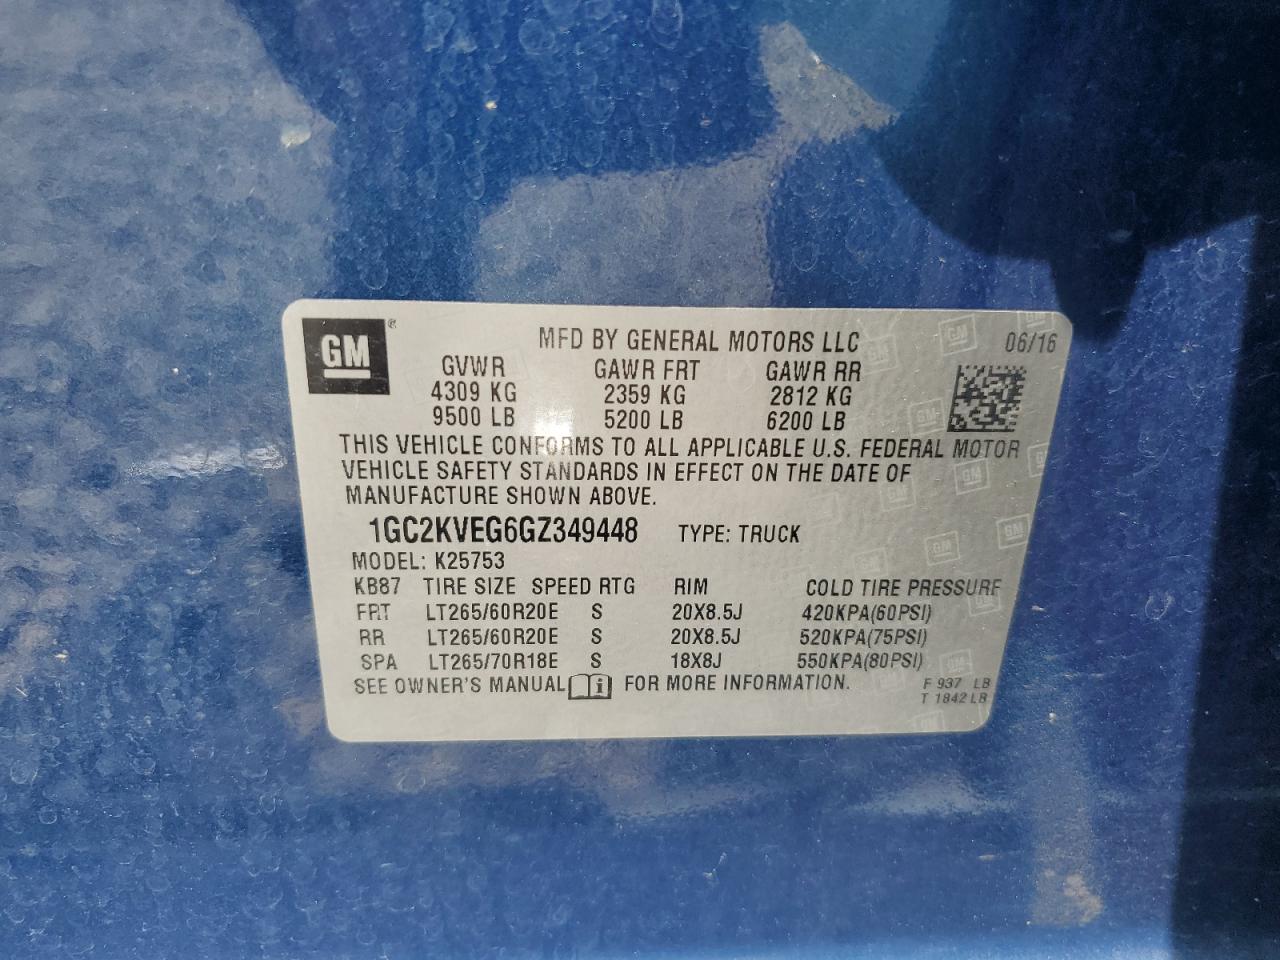 GM ® MFD BY GENERAL MOTORS LLC 06/16
GVWR GAWR FRT GAWR RR
4309 KG 2359 KG 2812 KG
9500 LB 5200 LB 6200 LB
THIS VEHICLE CONFORMS TO ALL APPLICABLE U.S. FEDERAL MOTOR
VEHICLE SAFETY STANDARDS IN EFFECT ON THE DATE OF
MANUFACTURE SHOWN ABOVE.
1GC2KVEG6GZ349448 TYPE: TRUCK
MODEL: K25753
KB87 TIRE SIZE SPEED RTG RIM COLD TIRE PRESSURE
FRT LT265/60R20E S 20X8.5J 420KPA(60PSI)
RR LT265/60R20E S 20X8.5J 520KPA(75PSI)
SPA LT265/70R18E S 18X8J 550KPA(80PSI)
SEE OWNER'S MANUAL i FOR MORE INFORMATION. F 937 LB
T 1842 LB